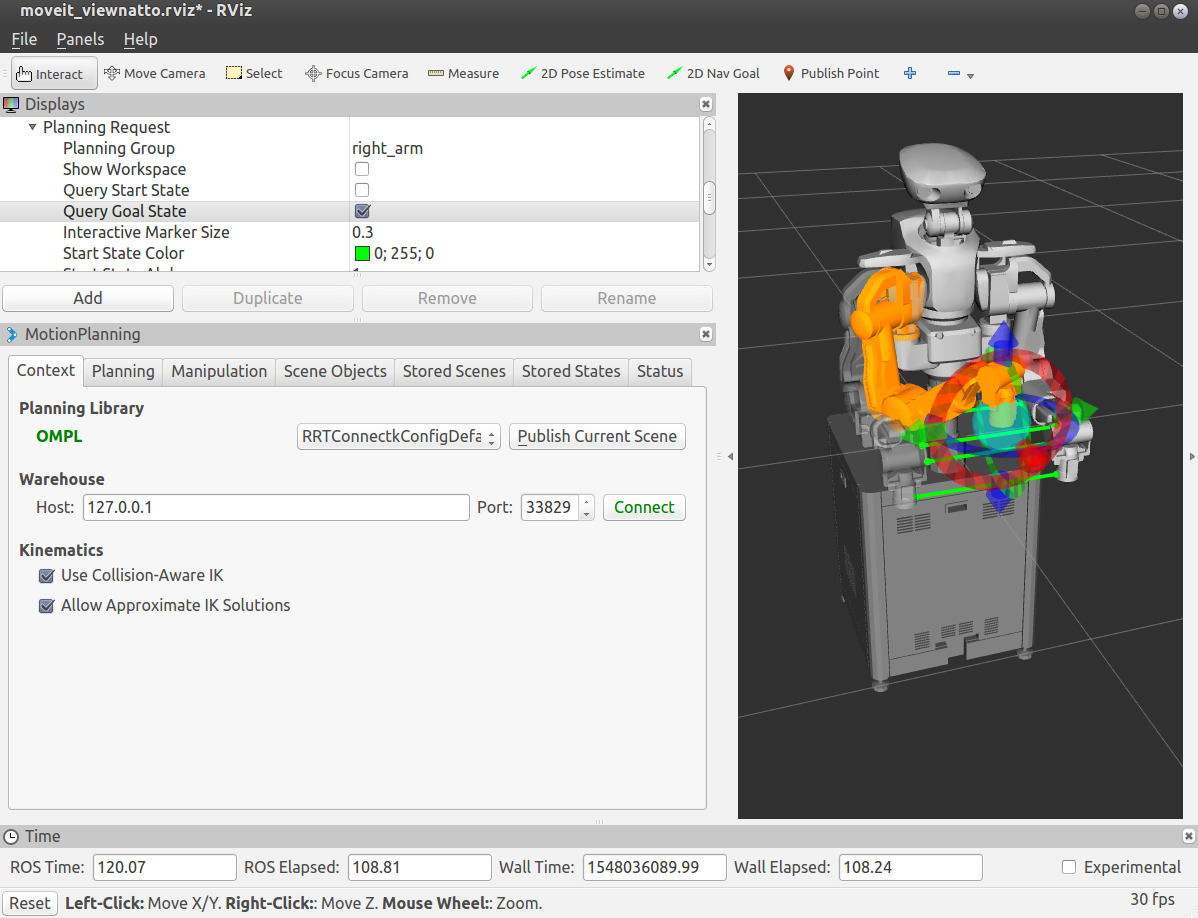 moveit_viewnatto.rviz* - RViz
File Panels Help
Interact Move Camera Select Focus Camera Measure 2D Pose Estimate 2D Nav Goal Publish Point
Displays
Planning Request
Planning Group right_arm
Show Workspace
Query Start State
Query Goal State
Interactive Marker Size 0.3
Start State Color 0; 255; 0
Add Duplicate Remove Rename
MotionPlanning
Context Planning Manipulation Scene Objects Stored Scenes Stored States Status
Planning Library
OMPL RRTConnectkConfigDefa Publish Current Scene
Warehouse
Host: 127.0.0.1 Port: 33829 Connect
Kinematics
Use Collision-Aware IK
Allow Approximate IK Solutions
Time
ROS Time: 120.07 ROS Elapsed: 108.81 Wall Time: 1548036089.99 Wall Elapsed: 108.24 Experimental
Reset Left-Click: Move X/Y. Right-Click:: Move Z. Mouse Wheel:: Zoom. 30 fps